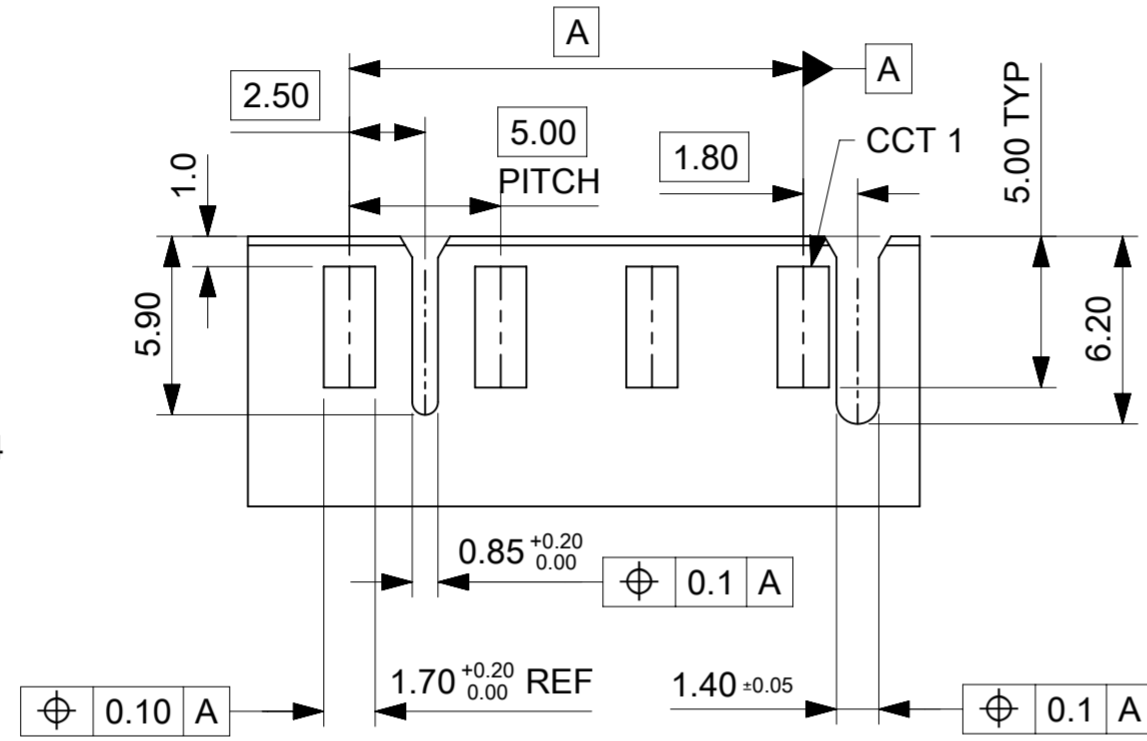 A
A
2.50
5.00
PITCH
1.80
CCT 1
5.00 TYP
1.0
5.90
6.20
0.85 +0.20 0.00
⌖ 0.1 A
1.70 +0.20 0.00 REF
1.40 ±0.05
⌖ 0.10 A
⌖ 0.1 A